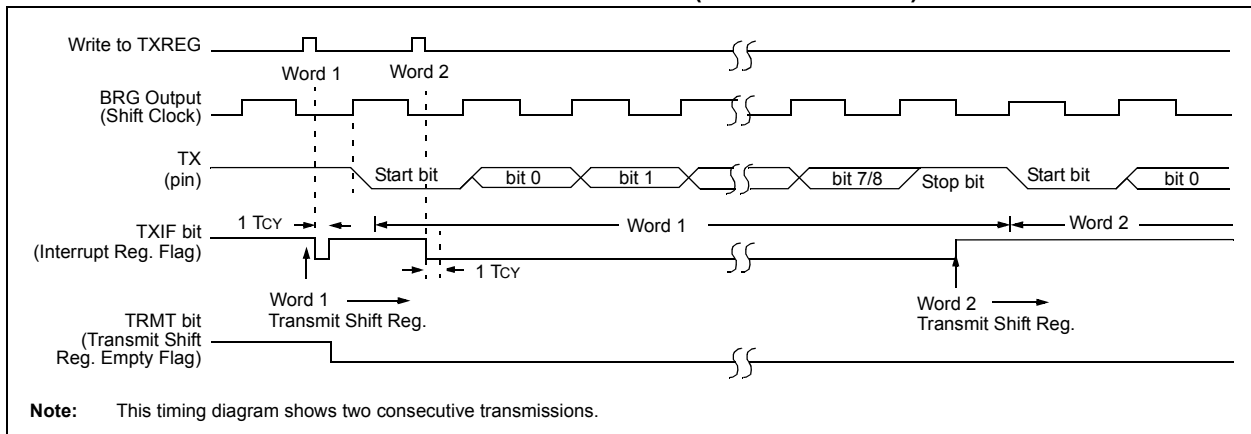 Write to TXREG
Word 1
Word 2
BRG Output
(Shift Clock)
TX
(pin)
Start bit
bit 0
bit 1
bit 7/8
Stop bit
Start bit
bit 0
1 TCY
TXIF bit
(Interrupt Reg. Flag)
Word 1
Word 2
1 TCY
Word 1
Transmit Shift Reg.
Word 2
Transmit Shift Reg.
TRMT bit
(Transmit Shift
Reg. Empty Flag)
Note: This timing diagram shows two consecutive transmissions.